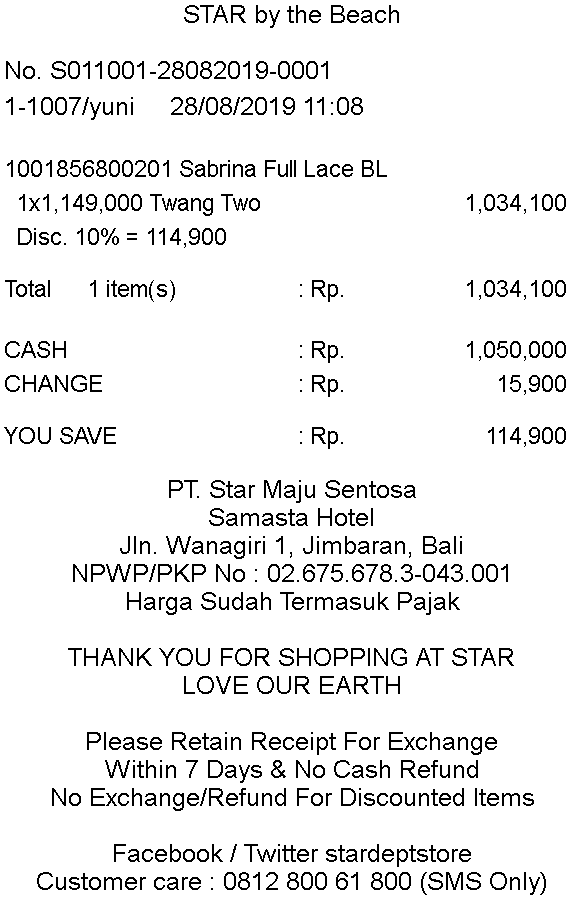 STAR by the Beach
No. S011001-28082019-0001
1-1007/yuni 28/08/2019 11:08
1001856800201 Sabrina Full Lace BL
1x1,149,000 Twang Two 1,034,100
Disc. 10% = 114,900
Total 1 item(s) : Rp. 1,034,100
CASH : Rp. 1,050,000
CHANGE : Rp. 15,900
YOU SAVE : Rp. 114,900
PT. Star Maju Sentosa
Samasta Hotel
Jln. Wanagiri 1, Jimbaran, Bali
NPWP/PKP No : 02.675.678.3-043.001
Harga Sudah Termasuk Pajak
THANK YOU FOR SHOPPING AT STAR
LOVE OUR EARTH
Please Retain Receipt For Exchange
Within 7 Days & No Cash Refund
No Exchange/Refund For Discounted Items
Facebook / Twitter stardeptstore
Customer care : 0812 800 61 800 (SMS Only)